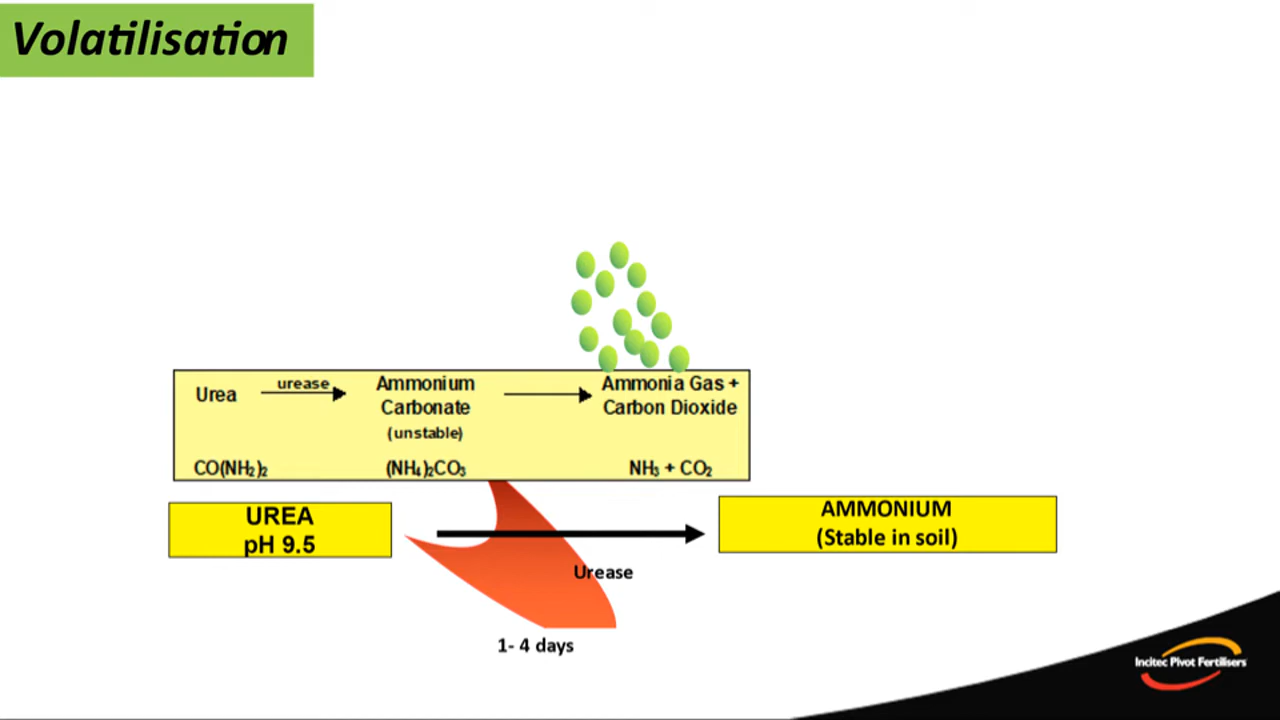 Volatilisation
Urea
urease
Ammonium
Carbonate
(unstable)
Ammonia Gas +
Carbon Dioxide
CO(NH₂)₂
(NH₄)₂CO₃
NH₃ + CO₂
UREA
pH 9.5
AMMONIUM
(Stable in soil)
Urease
1- 4 days
Incitec Pivot Fertilisers